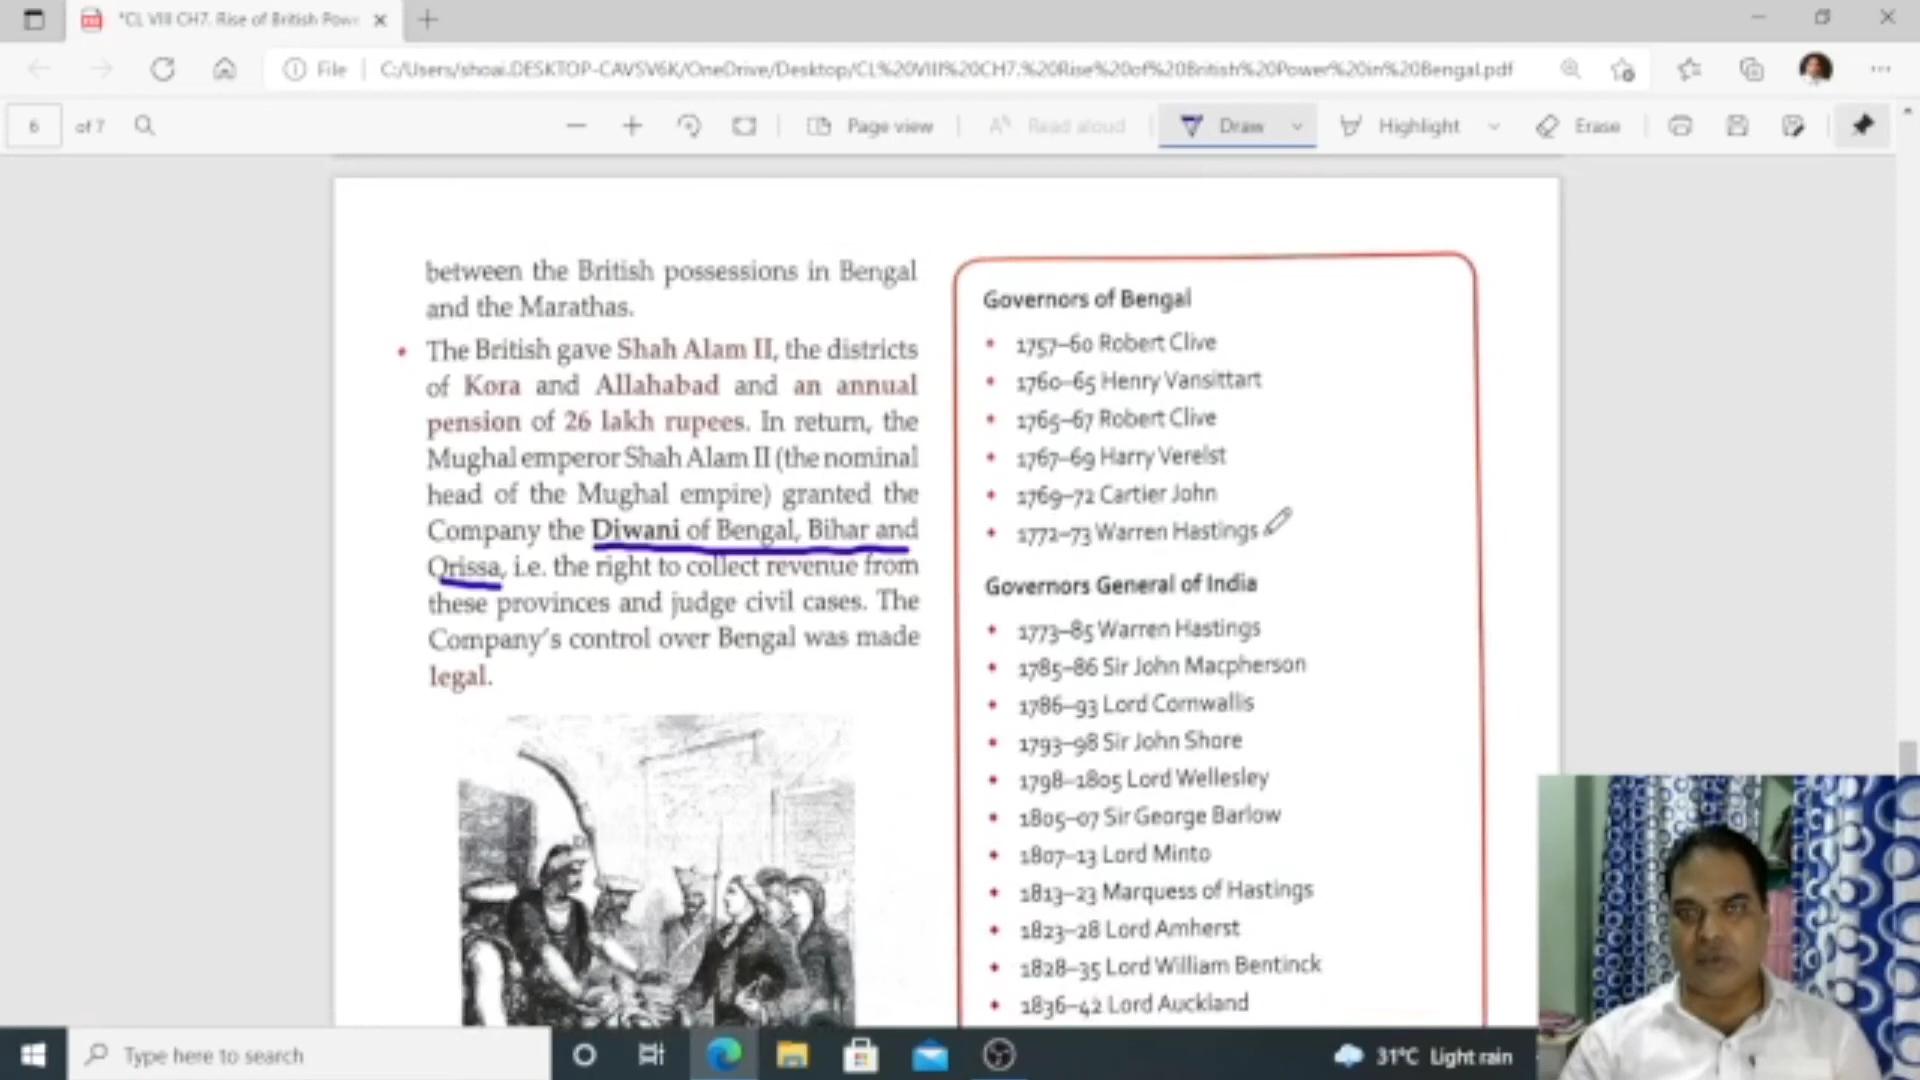 *CL VIII CH7. Rise of British Powe
File
C:/Users/shoai.DESKTOP-CAVSV6K/OneDrive/Desktop/CL%20VIII%20CH7.%20Rise%20of%20British%20Power%20in%20Bengal.pdf
6 of 7
Page view
Read aloud
Draw
Highlight
Erase
between the British possessions in Bengal
and the Marathas.
• The British gave Shah Alam II, the districts
of Kora and Allahabad and an annual
pension of 26 lakh rupees. In return, the
Mughal emperor Shah Alam II (the nominal
head of the Mughal empire) granted the
Company the Diwani of Bengal, Bihar and
Orissa, i.e. the right to collect revenue from
these provinces and judge civil cases. The
Company's control over Bengal was made
legal.
Governors of Bengal
• 1757–60 Robert Clive
• 1760–65 Henry Vansittart
• 1765–67 Robert Clive
• 1767–69 Harry Verelst
• 1769–72 Cartier John
• 1772–73 Warren Hastings
Governors General of India
• 1773–85 Warren Hastings
• 1785–86 Sir John Macpherson
• 1786–93 Lord Cornwallis
• 1793–98 Sir John Shore
• 1798–1805 Lord Wellesley
• 1805–07 Sir George Barlow
• 1807–13 Lord Minto
• 1813–23 Marquess of Hastings
• 1823–28 Lord Amherst
• 1828–35 Lord William Bentinck
• 1836–42 Lord Auckland
Type here to search
31°C Light rain